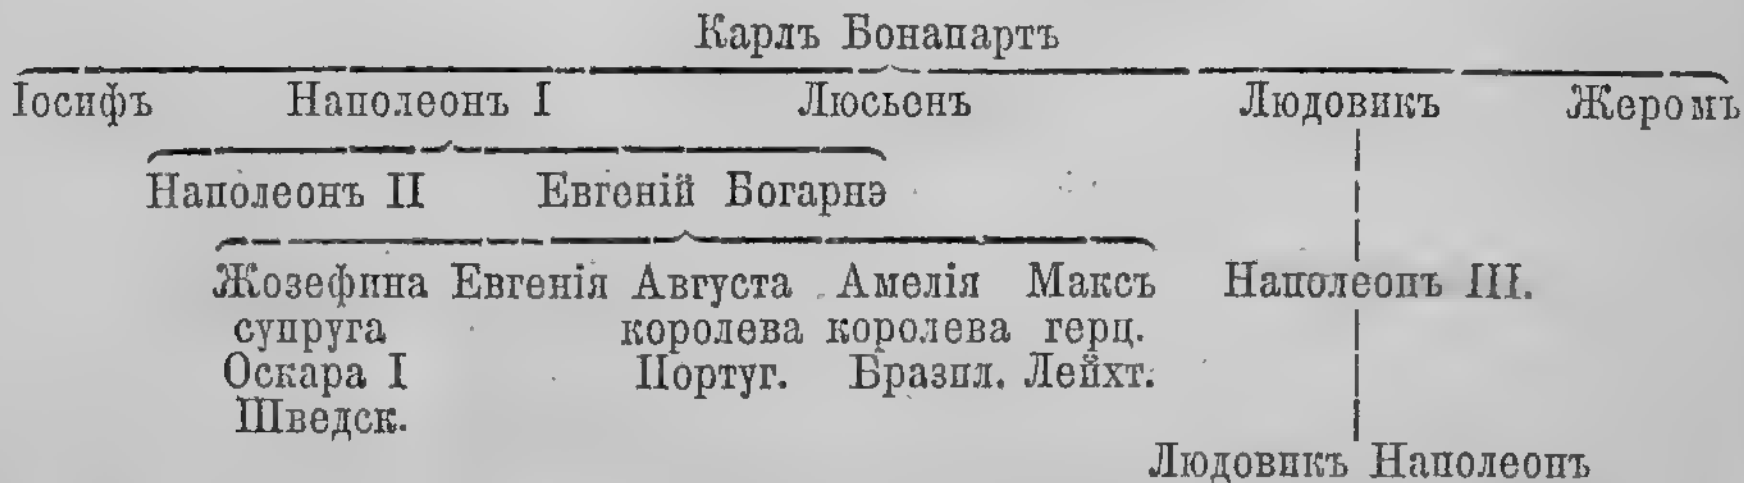 Карлъ Бонапартъ
Іосифъ Наполеонъ I Люсьенъ Людовикъ Жеромъ
Наполеонъ II Евгеній Богарнэ
Жозефина Евгенія Августа Амелія Максъ Наполеонъ III.
супруга королева королева герц.
Оскара I Португ. Бразил. Лейхт.
Шведск.
Людовикъ Наполеонъ